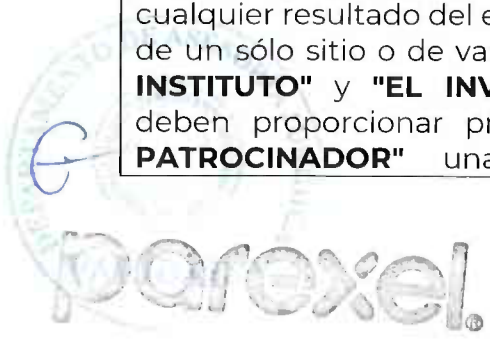 cualquier resultado del e
de un sólo sitio o de va
INSTITUTO" y "EL INV
deben proporcionar pr
PATROCINADOR" una
parexel®